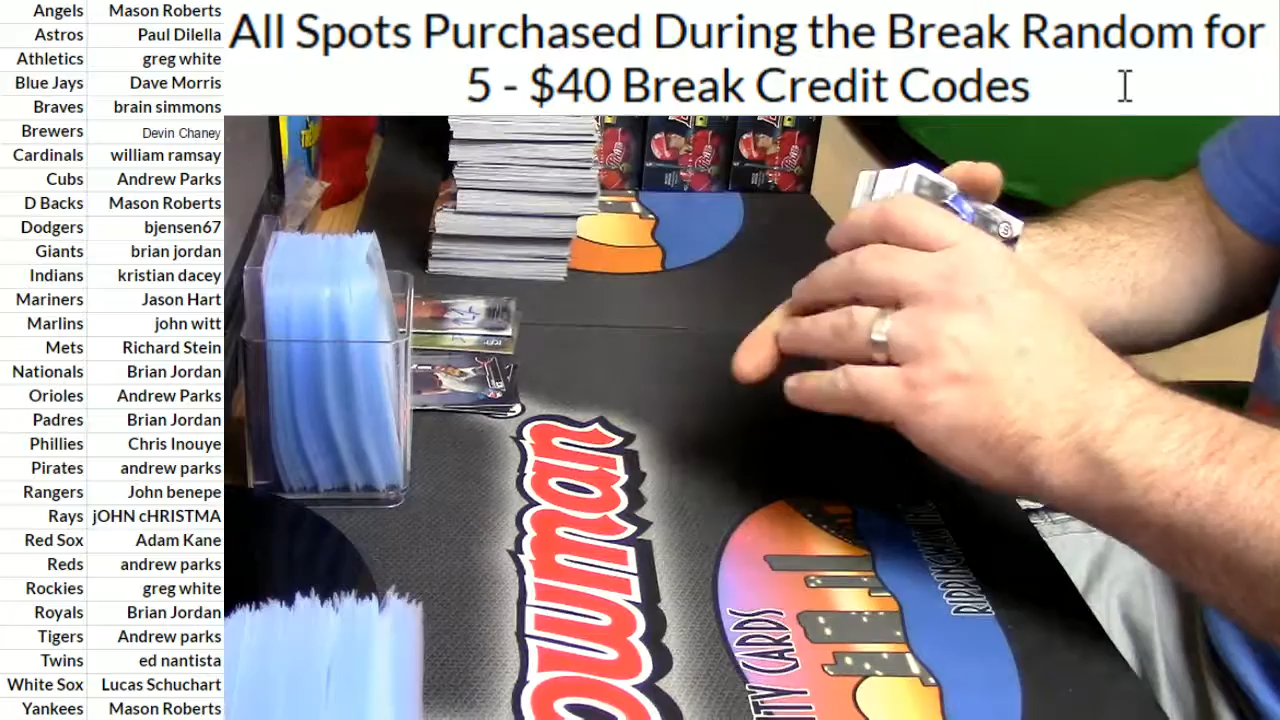 All Spots Purchased During the Break Random for
5 - $40 Break Credit Codes
Angels Mason Roberts
Astros Paul Dilella
Athletics greg white
Blue Jays Dave Morris
Braves brain simmons
Brewers Devin Chaney
Cardinals william ramsay
Cubs Andrew Parks
D Backs Mason Roberts
Dodgers bjensen67
Giants brian jordan
Indians kristian dacey
Mariners Jason Hart
Marlins john witt
Mets Richard Stein
Nationals Brian Jordan
Orioles Andrew Parks
Padres Brian Jordan
Phillies Chris Inouye
Pirates andrew parks
Rangers John benepe
Rays jOHN cHRISTMA
Red Sox Adam Kane
Reds andrew parks
Rockies greg white
Royals Brian Jordan
Tigers Andrew parks
Twins ed nantista
White Sox Lucas Schuchart
Yankees Mason Roberts
owman
ITY CARDS